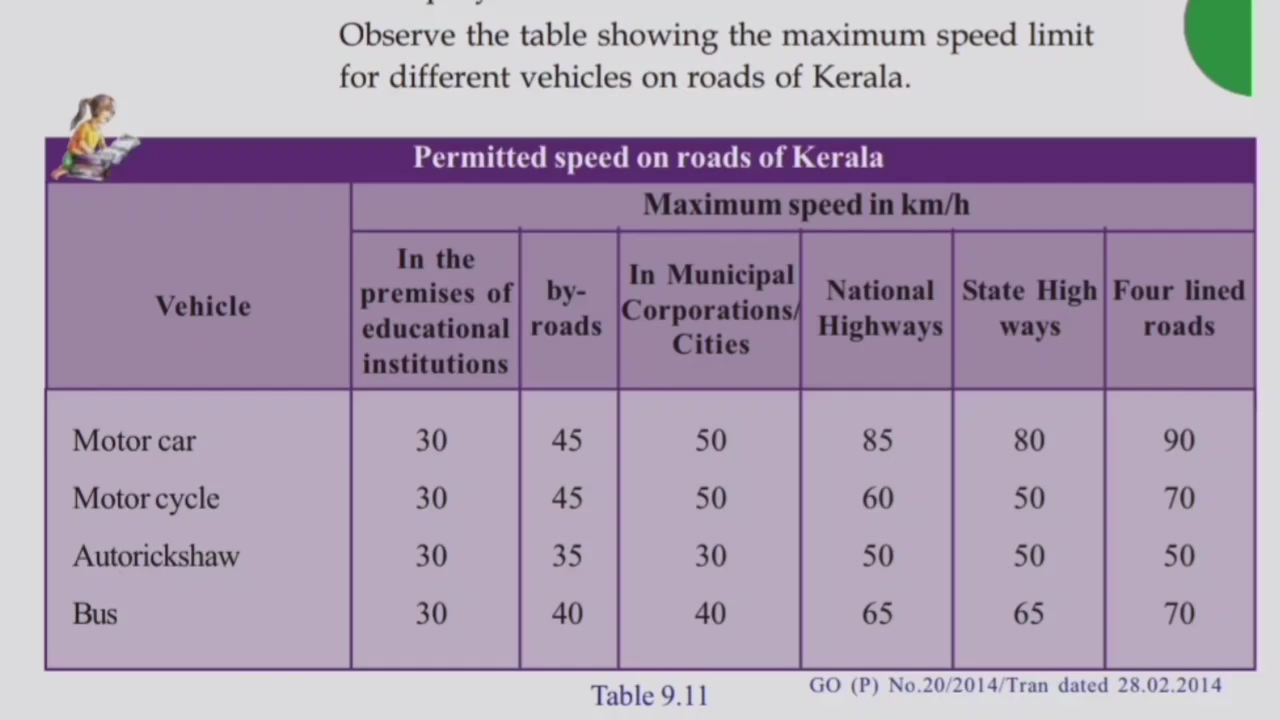 Observe the table showing the maximum speed limit
for different vehicles on roads of Kerala.
Permitted speed on roads of Kerala
Vehicle
Maximum speed in km/h
In the
premises of
educational
institutions
by-
roads
In Municipal
Corporations/
Cities
National
Highways
State High
ways
Four lined
roads
Motor car 30 45 50 85 80 90
Motor cycle 30 45 50 60 50 70
Autorickshaw 30 35 30 50 50 50
Bus 30 40 40 65 65 70
Table 9.11
GO (P) No.20/2014/Tran dated 28.02.2014